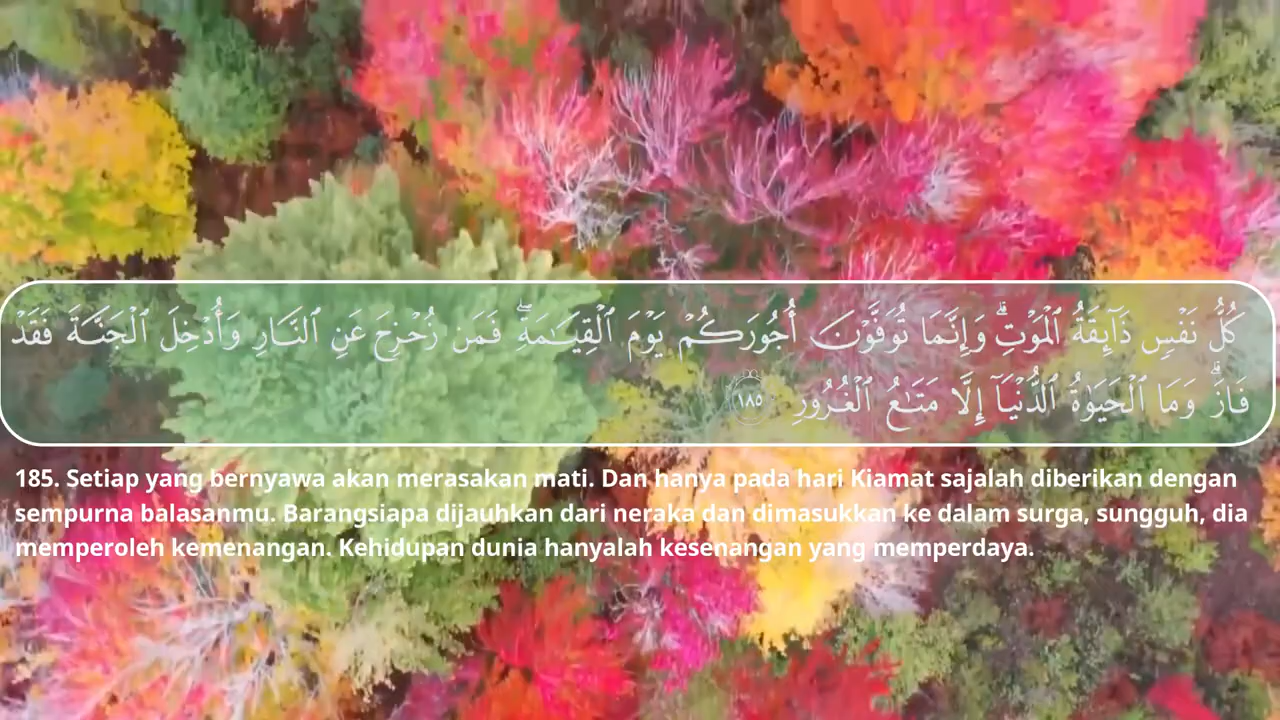 كُلُّ نَفْسٍ ذَآئِقَةُ ٱلْمَوْتِ ۗ وَإِنَّمَا تُوَفَّوْنَ أُجُورَكُمْ يَوْمَ ٱلْقِيَـٰمَةِ ۖ فَمَن زُحْزِحَ عَنِ ٱلنَّارِ وَأُدْخِلَ ٱلْجَنَّةَ فَقَدْ
فَازَ ۗ وَمَا ٱلْحَيَوٰةُ ٱلدُّنْيَآ إِلَّا مَتَـٰعُ ٱلْغُرُورِ ١٨٥
185. Setiap yang bernyawa akan merasakan mati. Dan hanya pada hari Kiamat sajalah diberikan dengan
sempurna balasanmu. Barangsiapa dijauhkan dari neraka dan dimasukkan ke dalam surga, sungguh, dia
memperoleh kemenangan. Kehidupan dunia hanyalah kesenangan yang memperdaya.